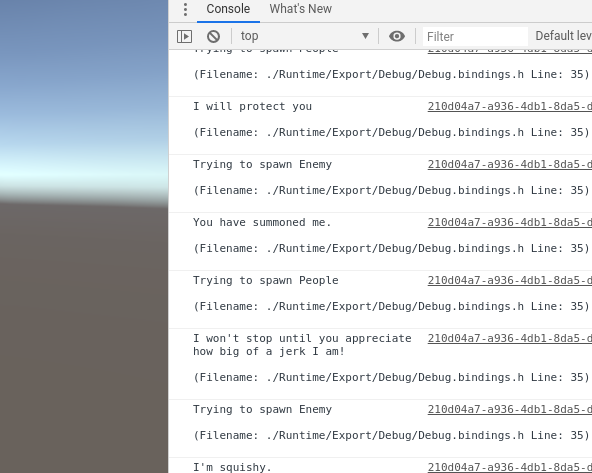 Console What's New
top Filter Default lev
Trying to spawn People 210d04a7-a936-4db1-8da5-d
(Filename: ./Runtime/Export/Debug/Debug.bindings.h Line: 35)
I will protect you 210d04a7-a936-4db1-8da5-d
(Filename: ./Runtime/Export/Debug/Debug.bindings.h Line: 35)
Trying to spawn Enemy 210d04a7-a936-4db1-8da5-d
(Filename: ./Runtime/Export/Debug/Debug.bindings.h Line: 35)
You have summoned me. 210d04a7-a936-4db1-8da5-d
(Filename: ./Runtime/Export/Debug/Debug.bindings.h Line: 35)
Trying to spawn People 210d04a7-a936-4db1-8da5-d
(Filename: ./Runtime/Export/Debug/Debug.bindings.h Line: 35)
I won't stop until you appreciate 210d04a7-a936-4db1-8da5-d
how big of a jerk I am!
(Filename: ./Runtime/Export/Debug/Debug.bindings.h Line: 35)
Trying to spawn Enemy 210d04a7-a936-4db1-8da5-d
(Filename: ./Runtime/Export/Debug/Debug.bindings.h Line: 35)
I'm squishy. 210d04a7-a936-4db1-8da5-d